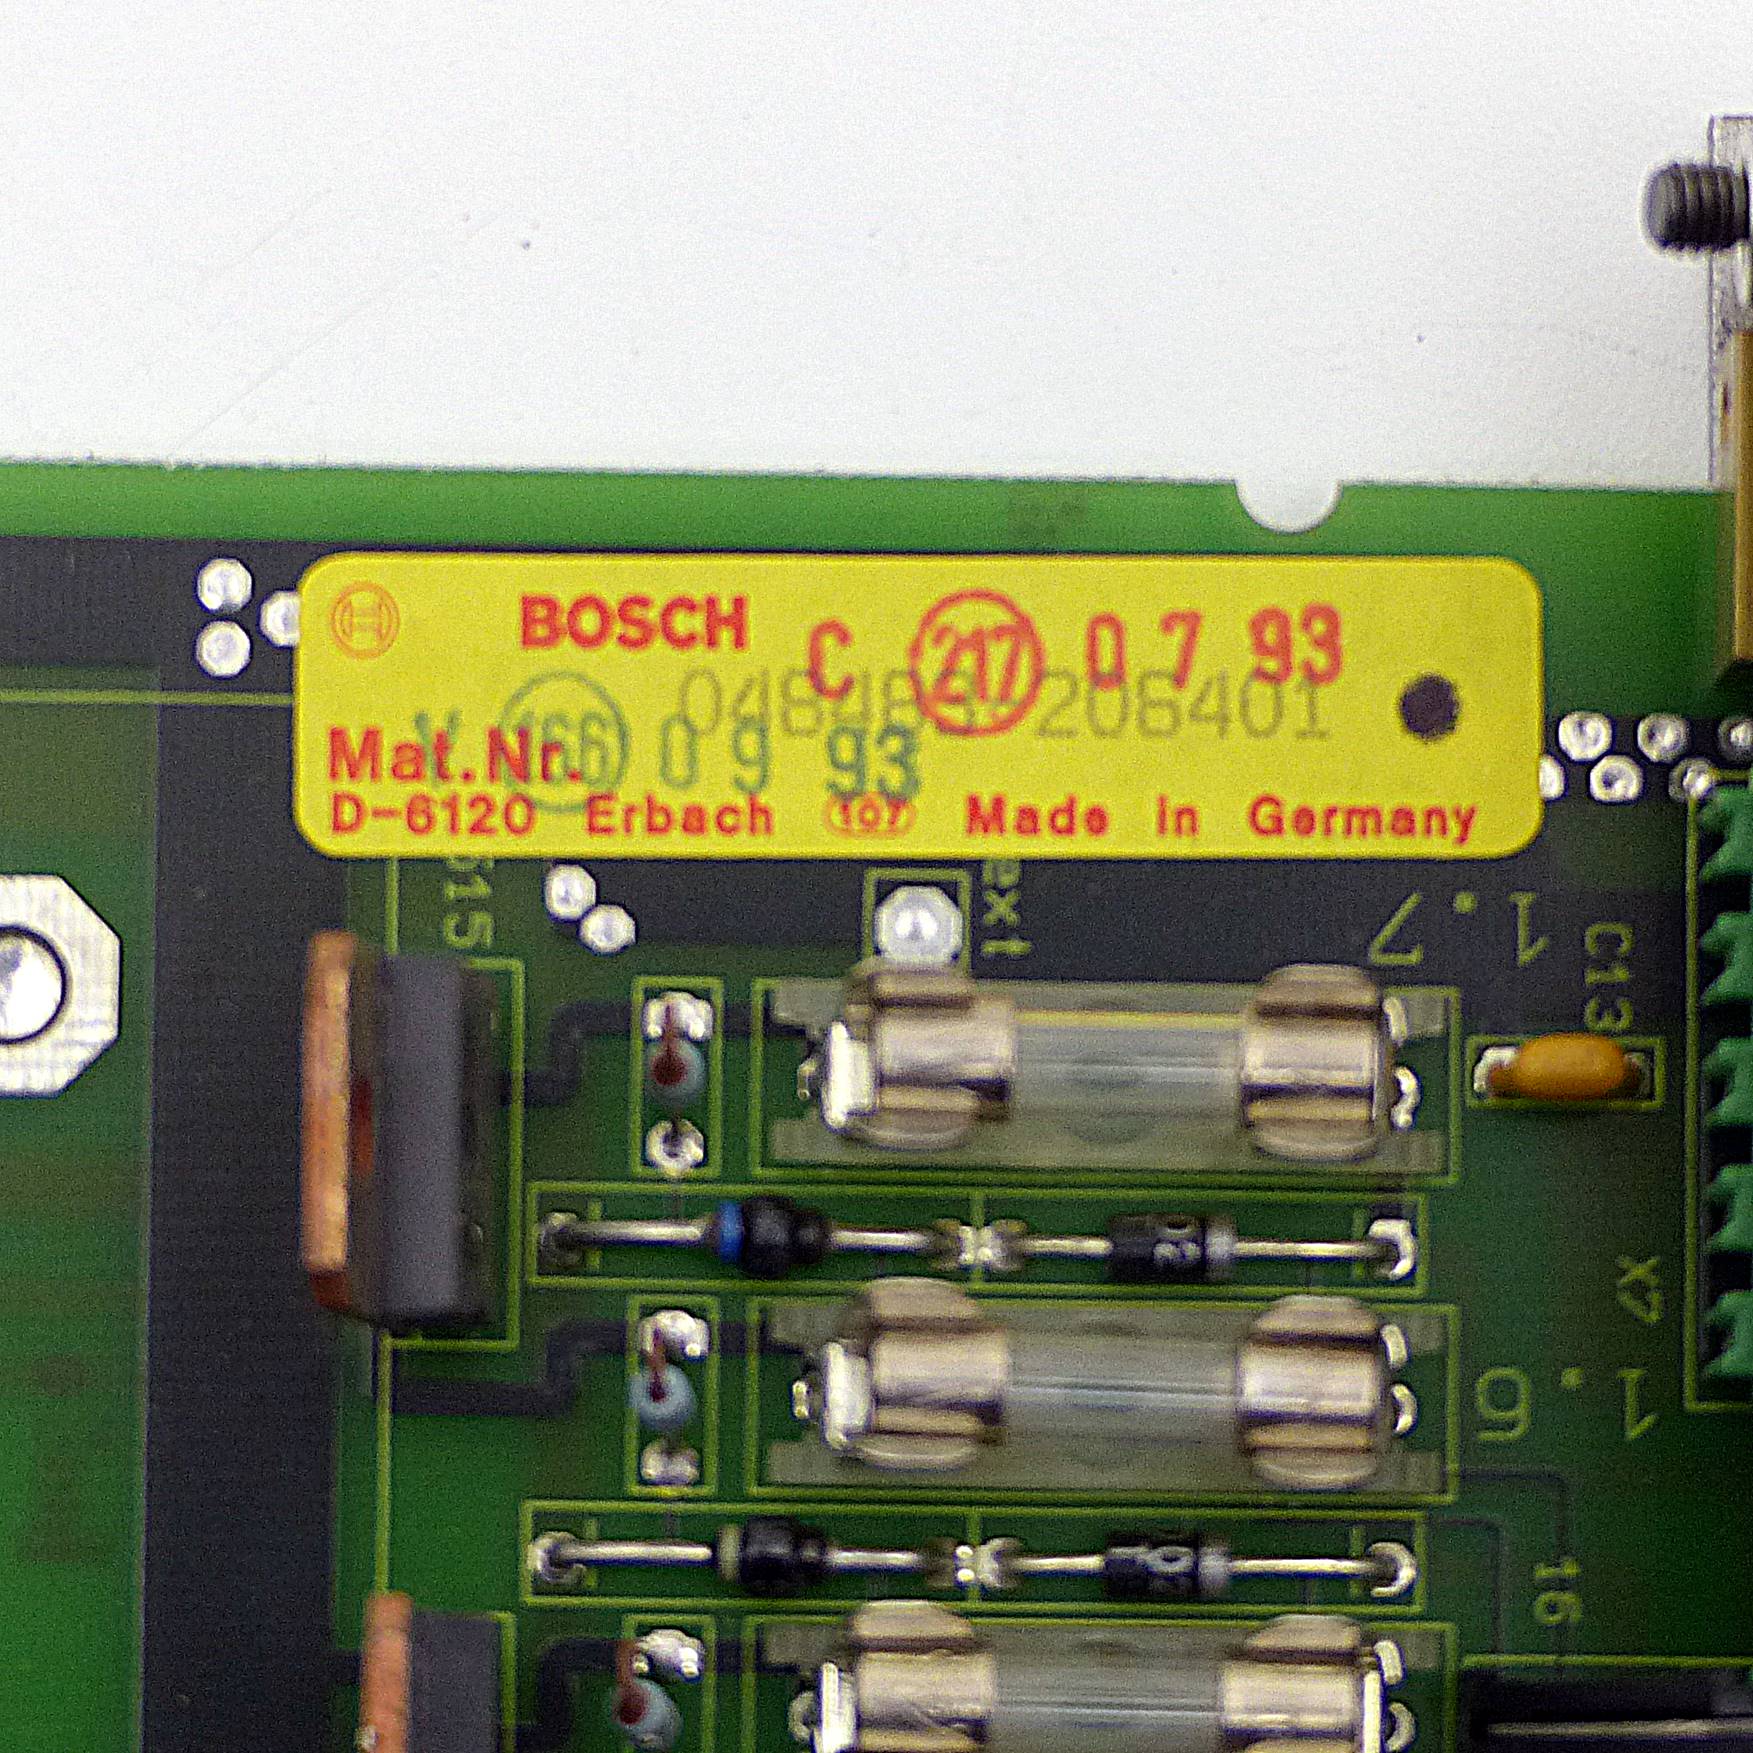 BOSCH C 217 0 7 93
206401
Mat.Nr. V 166 0 9 93
D-6120 Erbach 107 Made in Germany
ext
1.7
C13
X7
1.6
16